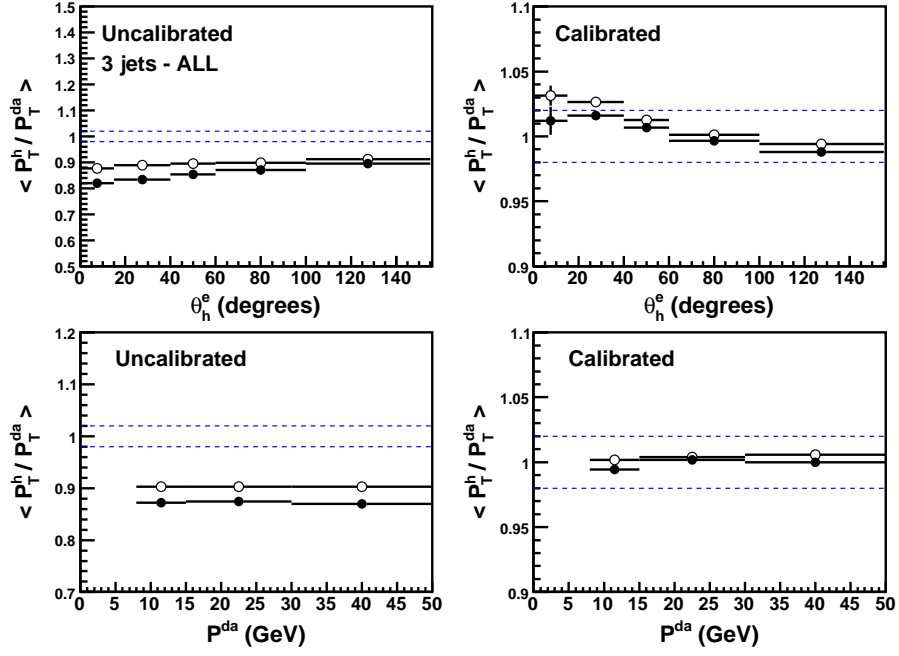 Uncalibrated
3 jets - ALL
< P_T^h / P_T^da >
1.5
1.4
1.3
1.2
1.1
1
0.9
0.8
0.7
0.6
0.5
0 20 40 60 80 100 120 140
θ_h^e (degrees)
Calibrated
< P_T^h / P_T^da >
1.1
1.05
1
0.95
0.9
0 20 40 60 80 100 120 140
θ_h^e (degrees)
Uncalibrated
< P_T^h / P_T^da >
1.2
1.1
1
0.9
0.8
0.7
0 5 10 15 20 25 30 35 40 45 50
P^da (GeV)
Calibrated
< P_T^h / P_T^da >
1.1
1.05
1
0.95
0.9
0 5 10 15 20 25 30 35 40 45 50
P^da (GeV)